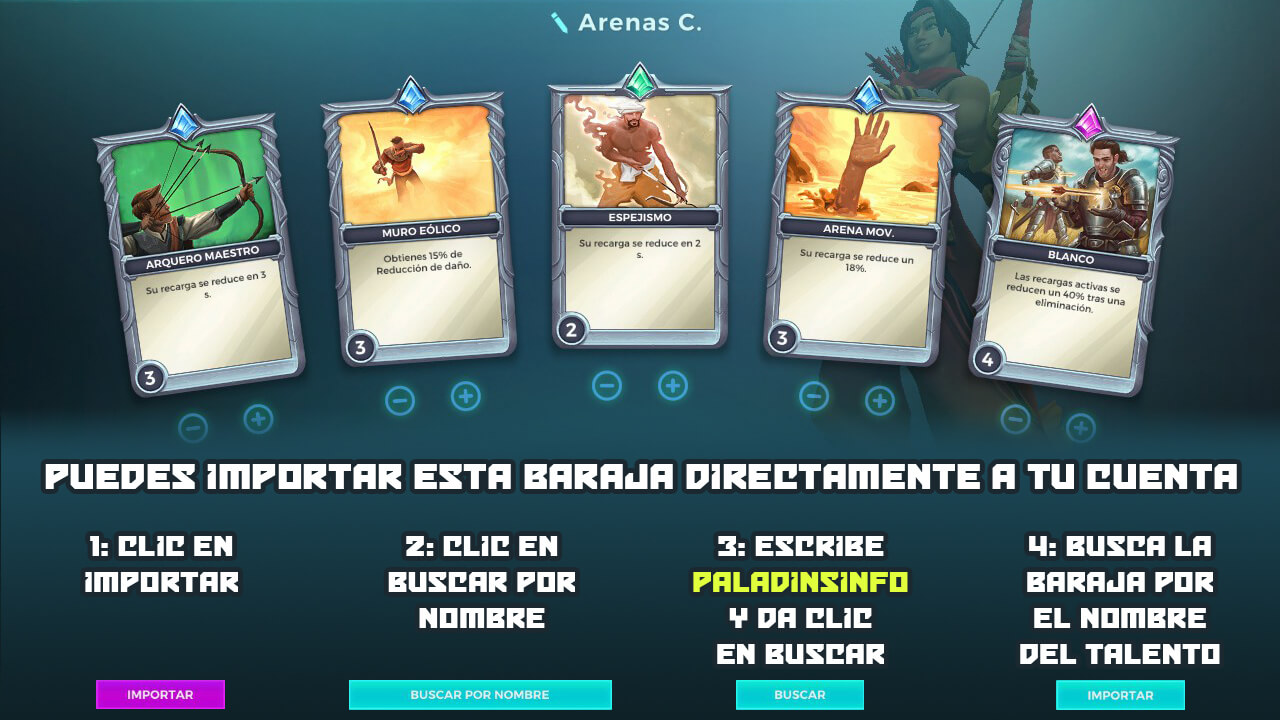 Arenas C.
ARQUERO MAESTRO
Su recarga se reduce en 3
s.
3
MURO EÓLICO
Obtienes 15% de
Reducción de daño.
3
ESPEJISMO
Su recarga se reduce en 2
s.
2
ARENA MOV.
Su recarga se reduce un
18%.
3
BLANCO
Las recargas activas se
reducen un 40% tras una
eliminación.
4
PUEDES IMPORTAR ESTA BARAJA DIRECTAMENTE A TU CUENTA
1: CLIC EN
IMPORTAR
IMPORTAR
2: CLIC EN
BUSCAR POR
NOMBRE
BUSCAR POR NOMBRE
3: ESCRIBE
PALADINSINFO
Y DA CLIC
EN BUSCAR
BUSCAR
4: BUSCA LA
BARAJA POR
EL NOMBRE
DEL TALENTO
IMPORTAR